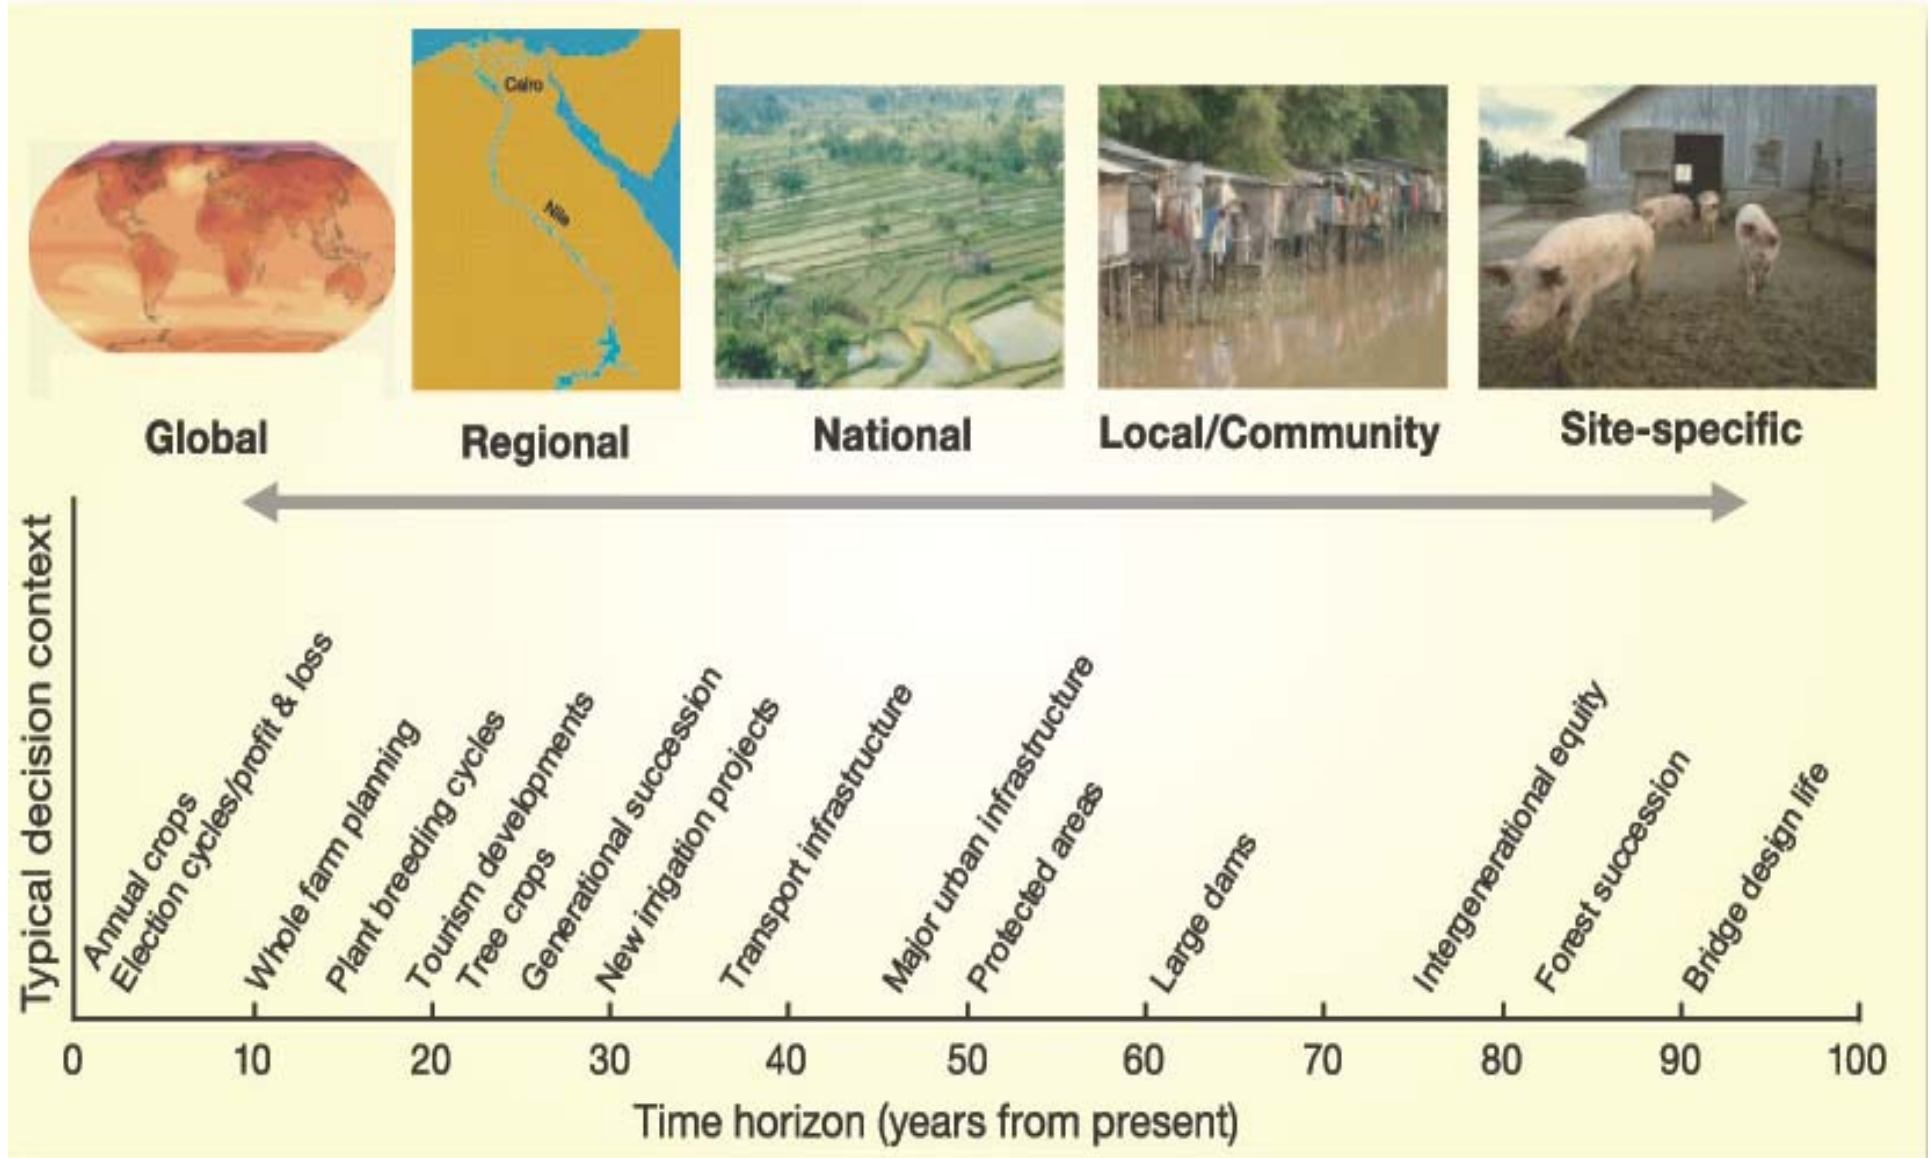 Cairo
Nile
Global
Regional
National
Local/Community
Site-specific
Typical decision context
Annual crops
Election cycles/profit & loss
Whole farm planning
Plant breeding cycles
Tourism developments
Tree crops
Generational succession
New irrigation projects
Transport infrastructure
Major urban infrastructure
Protected areas
Large dams
Intergenerational equity
Forest succession
Bridge design life
0 10 20 30 40 50 60 70 80 90 100
Time horizon (years from present)